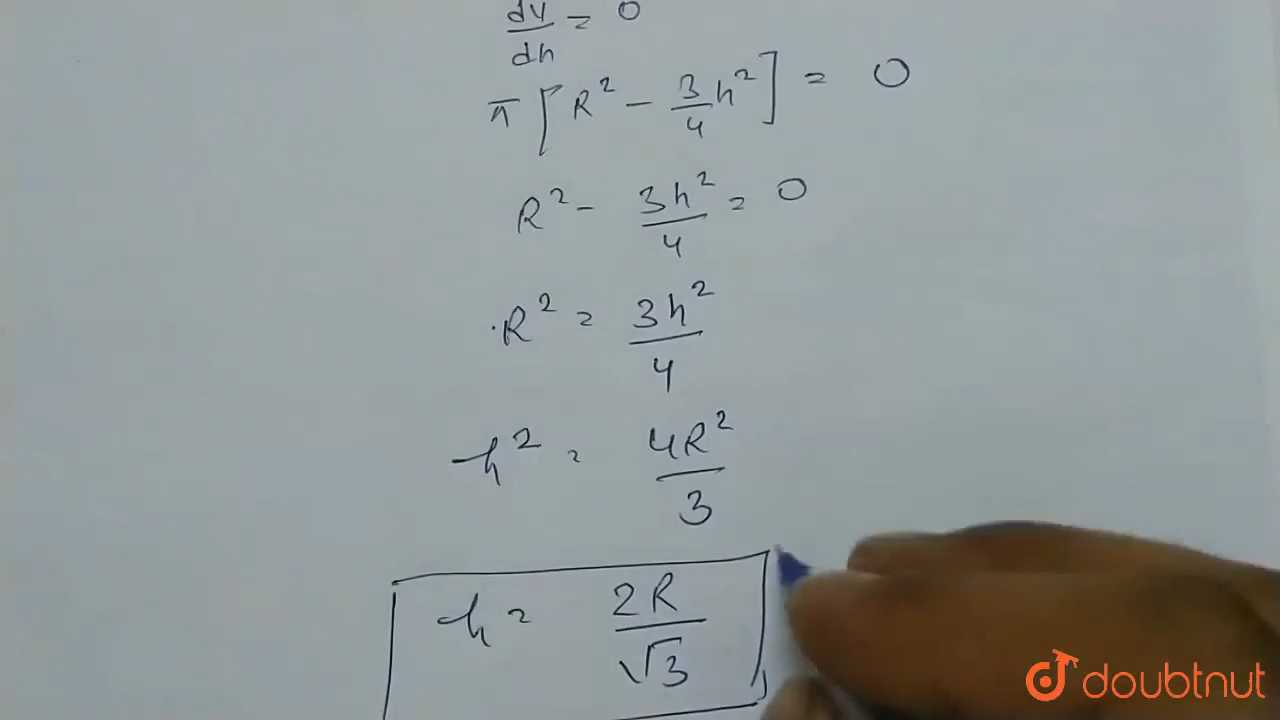 dv/dh = 0
π [R² - 3/4 h²] = 0
R² - 3h²/4 = 0
R² = 3h²/4
h² = 4R²/3
h = 2R/√3
doubtnut